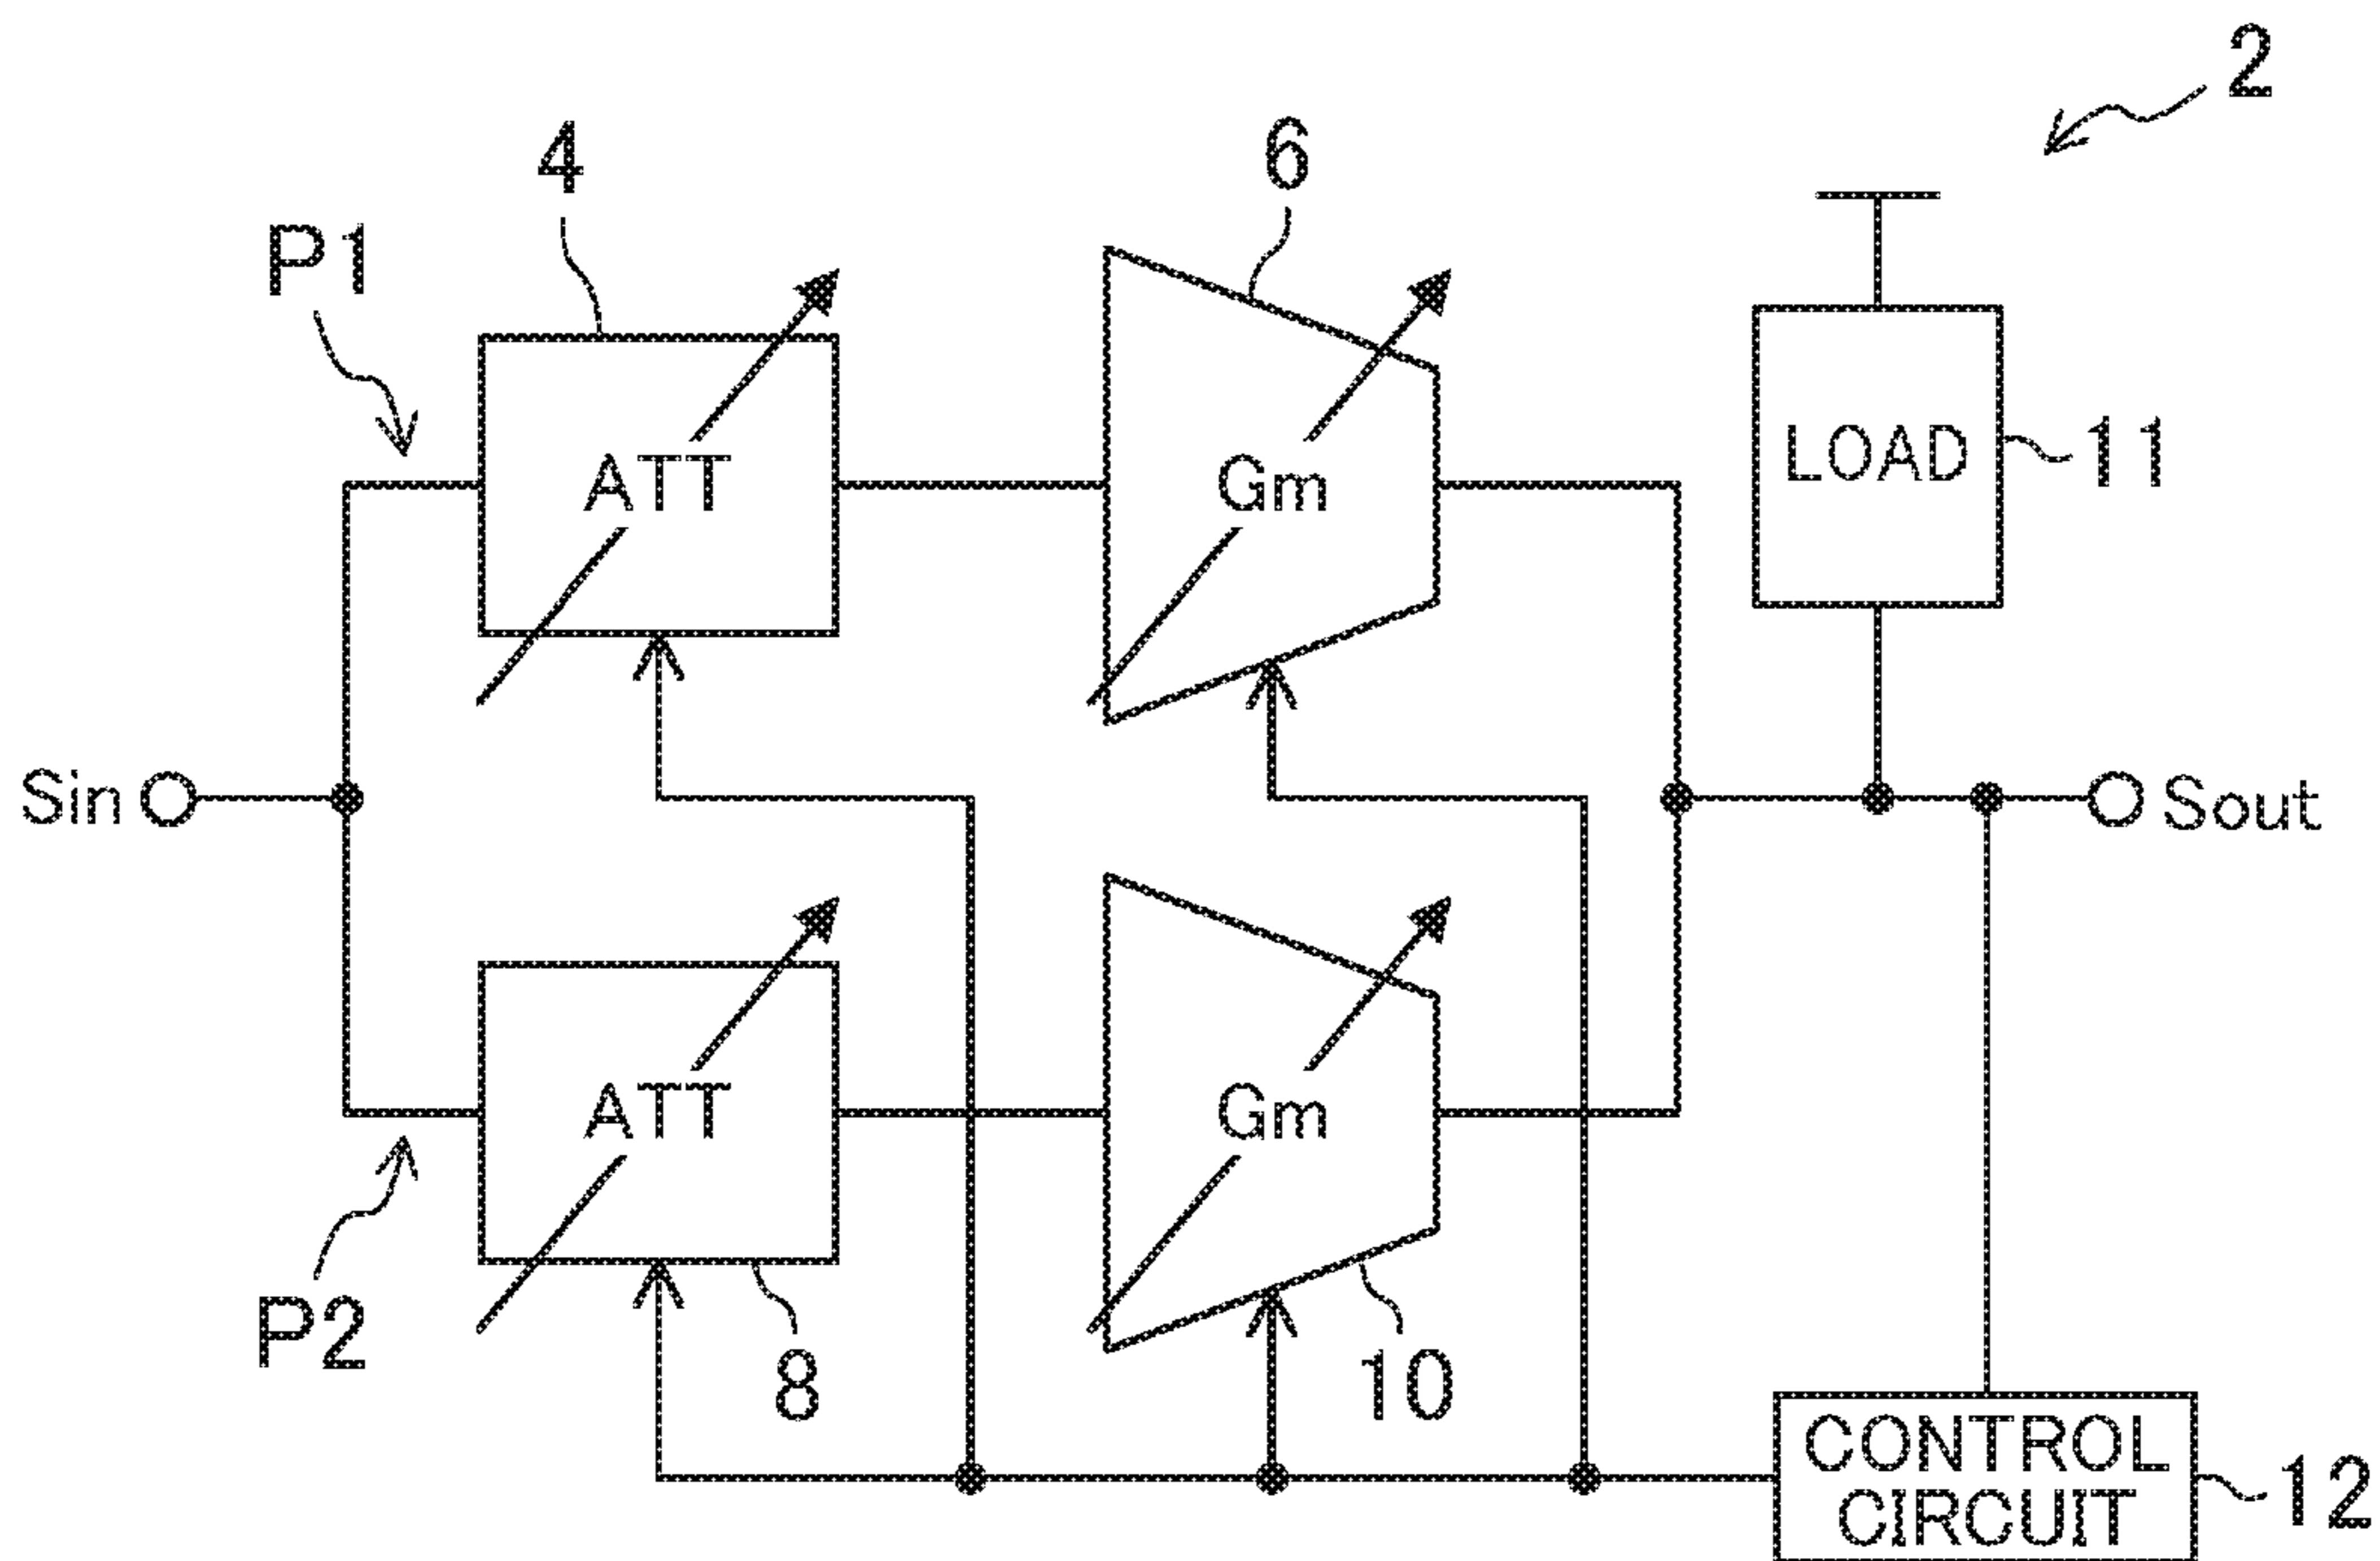 2
4
6
P1
ATT
Gm
LOAD
11
Sin
Sout
ATT
Gm
P2
8
10
CONTROL
CIRCUIT
12